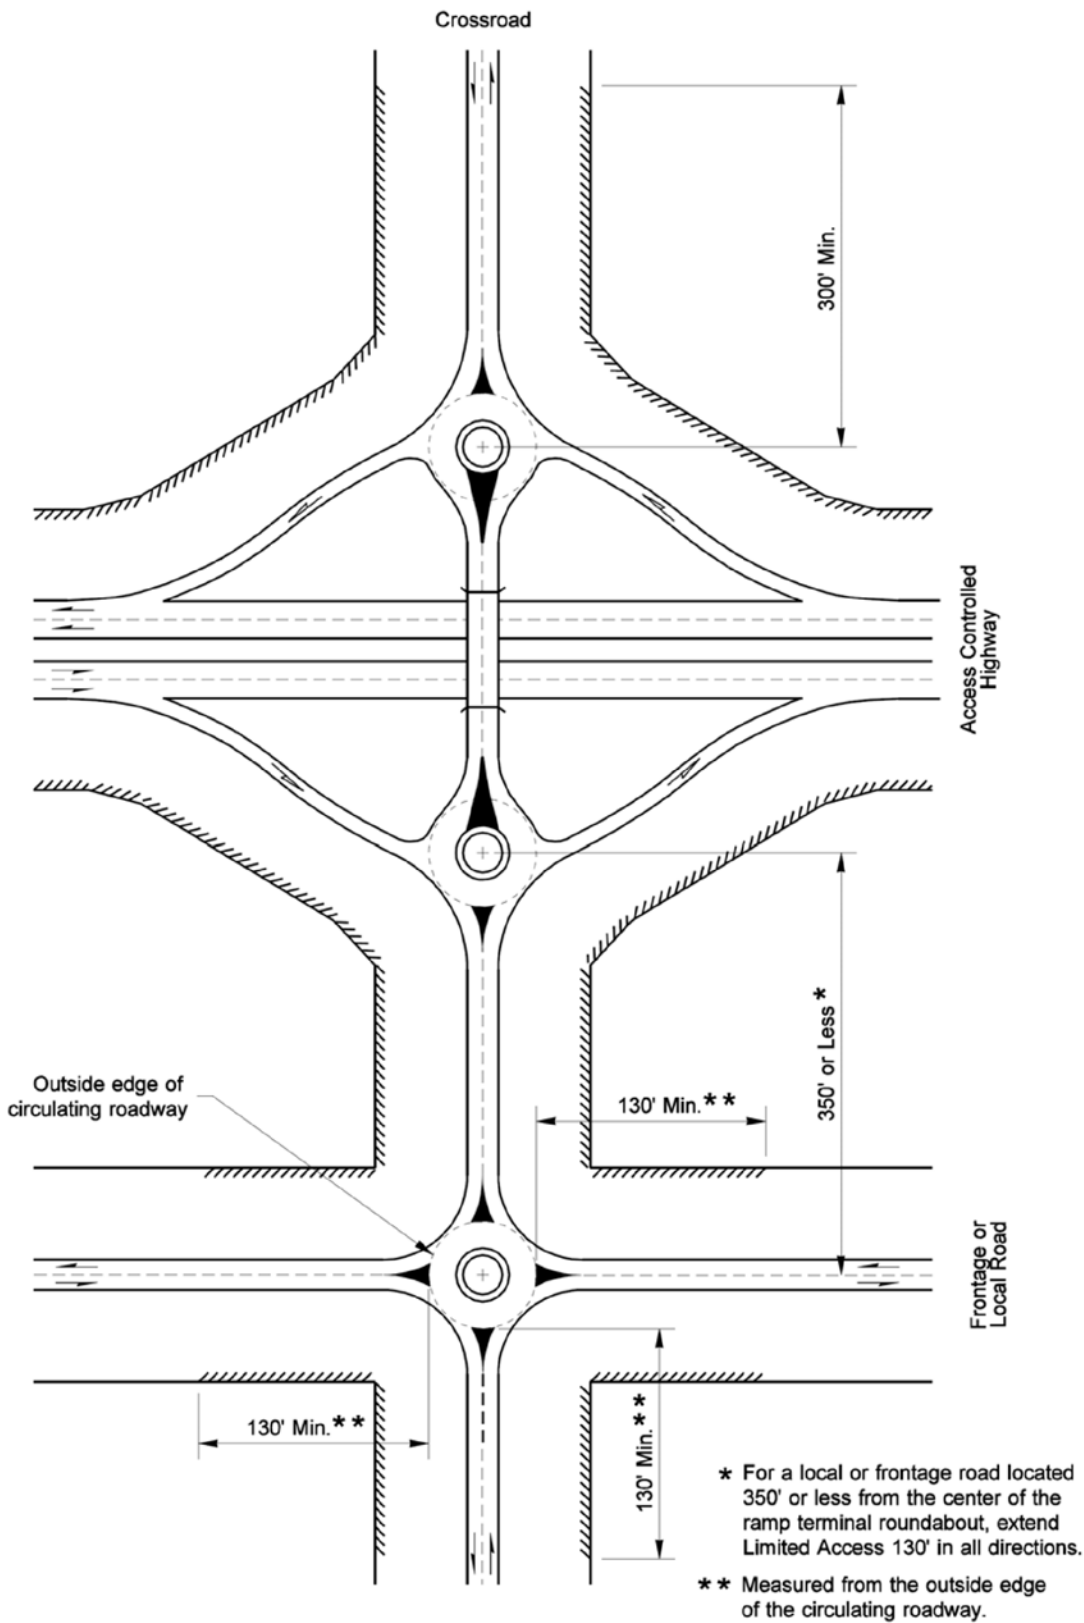 Crossroad
300' Min.
Access Controlled
Highway
350' or Less *
130' Min.**
Outside edge of
circulating roadway
Frontage or
Local Road
130' Min.**
130' Min.**
* For a local or frontage road located
350' or less from the center of the
ramp terminal roundabout, extend
Limited Access 130' in all directions.
** Measured from the outside edge
of the circulating roadway.